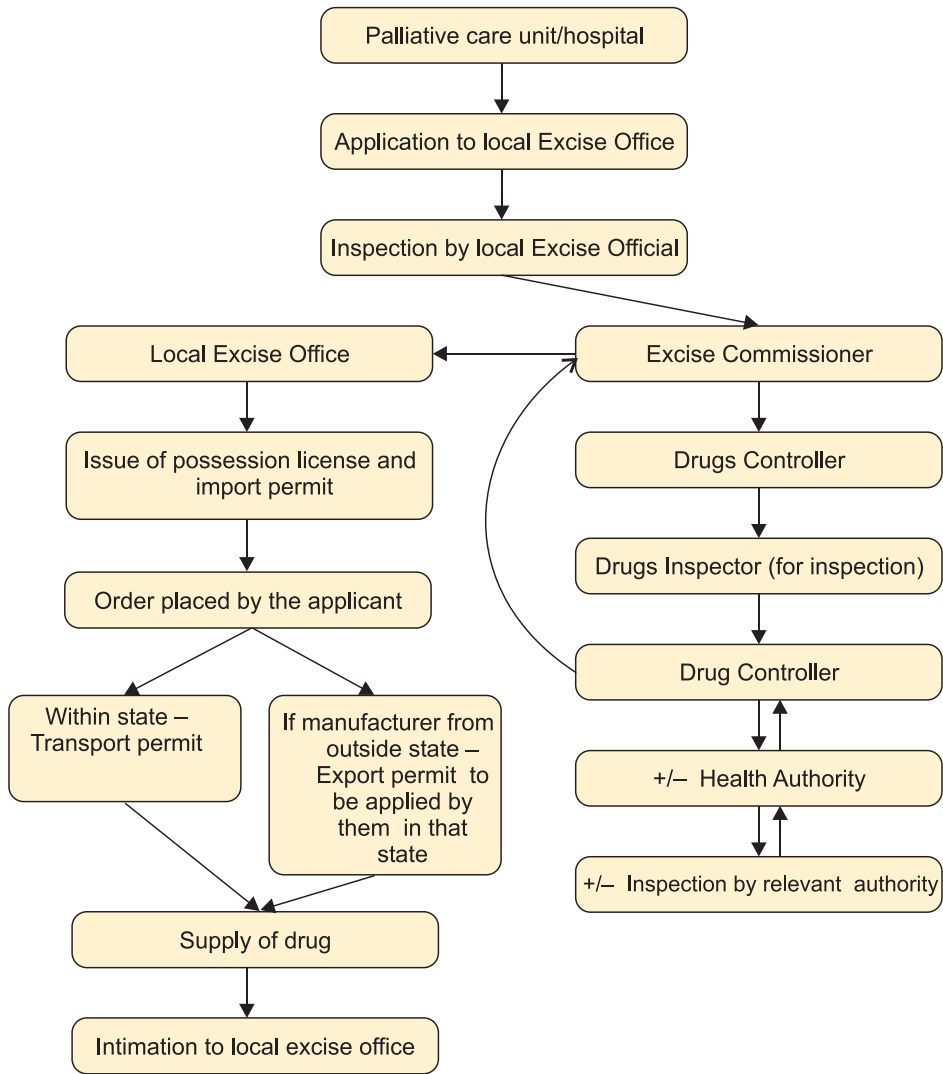 Palliative care unit/hospital
Application to local Excise Office
Inspection by local Excise Official
Local Excise Office
Excise Commissioner
Issue of possession license and
import permit
Drugs Controller
Drugs Inspector (for inspection)
Order placed by the applicant
Drug Controller
Within state –
Transport permit
If manufacturer from
outside state –
Export permit to
be applied by
them in that
state
+/– Health Authority
+/– Inspection by relevant authority
Supply of drug
Intimation to local excise office